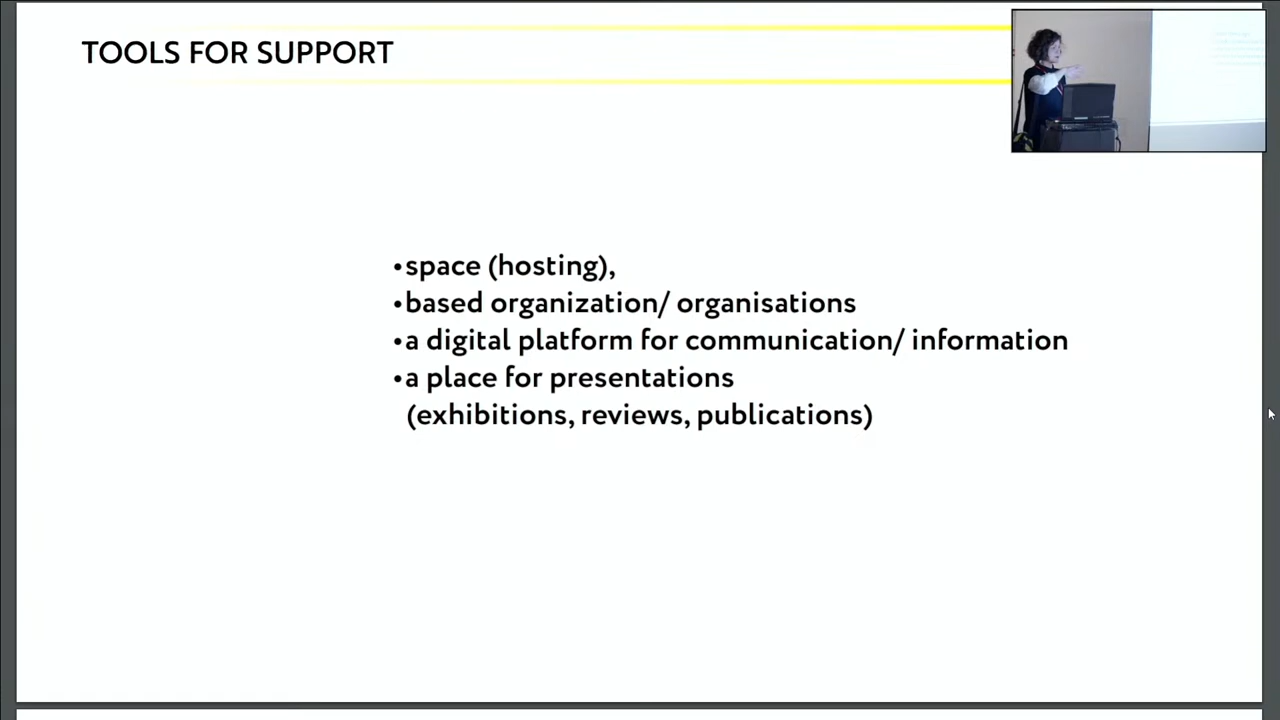 TOOLS FOR SUPPORT
•space (hosting),
•based organization/ organisations
•a digital platform for communication/ information
•a place for presentations
(exhibitions, reviews, publications)